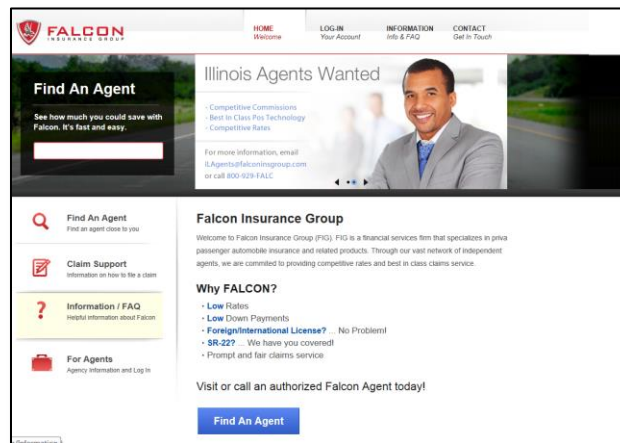 FALCON
INSURANCE GROUP
HOME
Welcome
LOG-IN
Your Account
INFORMATION
Info & FAQ
CONTACT
Get In Touch
Find An Agent
See how much you could save with
Falcon. It's fast and easy.
Illinois Agents Wanted
- Competitive Commissions
- Best In Class Pos Technology
- Competitive Rates
For more information, email
ILAgents@falconinsgroup.com
or call 800-929-FALC
Find An Agent
Find an agent close to you
Claim Support
Information on how to file a claim
Information / FAQ
Helpful information about Falcon
For Agents
Agency Information and Log In
Falcon Insurance Group
Welcome to Falcon Insurance Group (FIG). FIG is a financial services firm that specializes in priva
passenger automobile insurance and related products. Through our vast network of independent
agents, we are commited to providing competitive rates and best in class claims service.
Why FALCON?
· Low Rates
· Low Down Payments
· Foreign/International License? ... No Problem!
· SR-22? ... We have you covered!
· Prompt and fair claims service
Visit or call an authorized Falcon Agent today!
Find An Agent